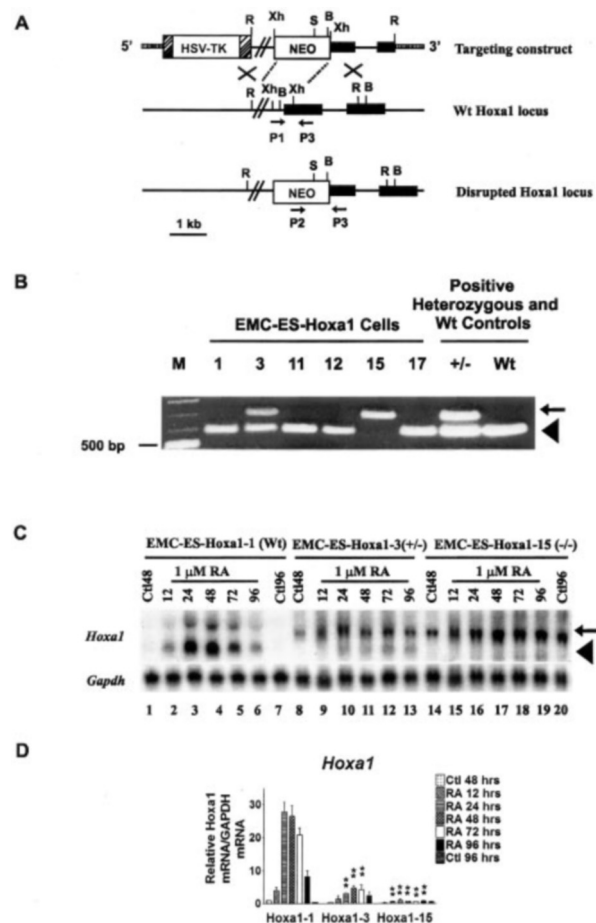 A
R Xh S B Xh R
5' HSV-TK NEO 3' Targeting construct
R Xh B Xh R B
Wt Hoxa1 locus
P1 P3
R S B R B
NEO Disrupted Hoxa1 locus
P2 P3
1 kb
B
Positive
Heterozygous and
Wt Controls
EMC-ES-Hoxa1 Cells
M 1 3 11 12 15 17 +/- Wt
500 bp
C
EMC-ES-Hoxa1-1 (Wt) EMC-ES-Hoxa1-3(+/-) EMC-ES-Hoxa1-15 (-/-)
1 µM RA 1 µM RA 1 µM RA
Ctl48 12 24 48 72 96 Ctl96 Ctl48 12 24 48 72 96 Ctl48 12 24 48 72 96 Ctl96
Hoxa1
Gapdh
1 2 3 4 5 6 7 8 9 10 11 12 13 14 15 16 17 18 19 20
D
Hoxa1
Relative Hoxa1
mRNA/GAPDH
mRNA
30
20
10
0
** ** ** ** ** ** ** ** **
Hoxa1-1 Hoxa1-3 Hoxa1-15
Ctl 48 hrs
RA 12 hrs
RA 24 hrs
RA 48 hrs
RA 72 hrs
RA 96 hrs
Ctl 96 hrs